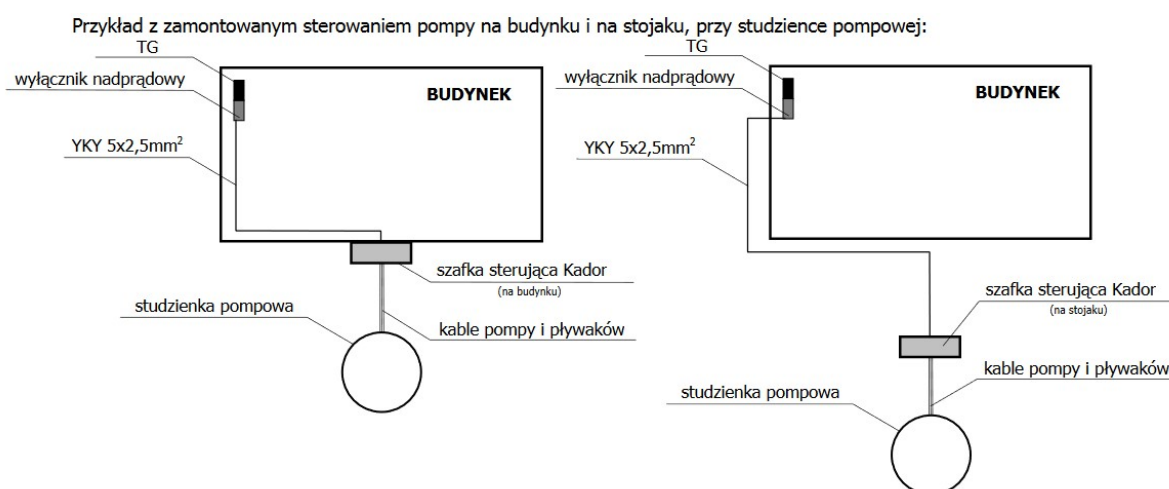 Przykład z zamontowanym sterowaniem pompy na budynku i na stojaku, przy studzience pompowej:
TG
wyłącznik nadprądowy
BUDYNEK
YKY 5x2,5mm²
szafka sterująca Kador
(na budynku)
studzienka pompowa
kable pompy i pływaków
TG
wyłącznik nadprądowy
BUDYNEK
YKY 5x2,5mm²
szafka sterująca Kador
(na stojaku)
kable pompy i pływaków
studzienka pompowa